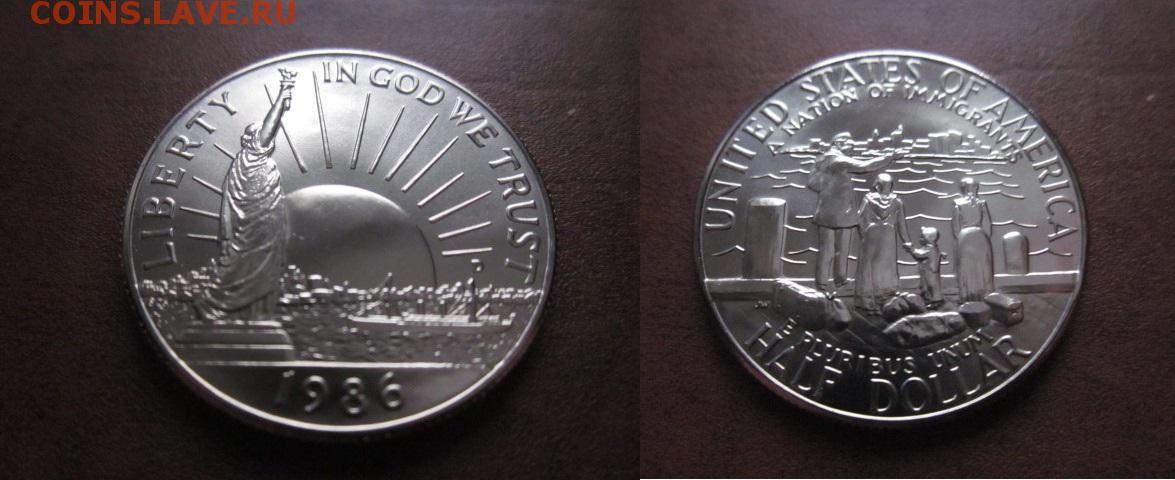 COINS.LAVE.RU
LIBERTY
IN GOD WE TRUST
D
1986
UNITED STATES OF AMERICA
A NATION OF IMMIGRANTS
E PLURIBUS UNUM
HALF DOLLAR